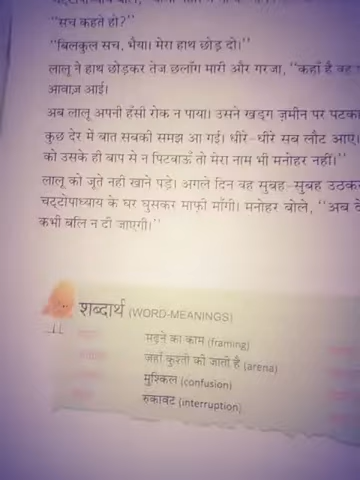 "सच कहते हो?"
"बिलकुल सच, भैया। मेरा हाथ छोड़ दो।"
लालू ने हाथ छोड़कर तेज छलाँग मारी और गरजा, "कहाँ है वह
आवाज़ आई।
अब लालू अपनी हँसी रोक न पाया। उसने खड्ग ज़मीन पर पटक
कुछ देर में बात सबकी समझ आ गई। धीरे-धीरे सब लौट आए।
को उसके ही बाप से न पिटवाऊँ तो मेरा नाम भी मनोहर नहीं।"
लालू को जूते नही खाने पड़े। अगले दिन वह सुबह-सुबह उठकर
चट्टोपाध्याय के घर घुसकर माफ़ी माँगी। मनोहर बोले, "अब
कभी बलि न दी जाएगी।"
शब्दार्थ (WORD-MEANINGS)
मढ़ने का काम (framing)
जहाँ कुश्ती की जाती है (arena)
मुश्किल (confusion)
रुकावट (interruption)